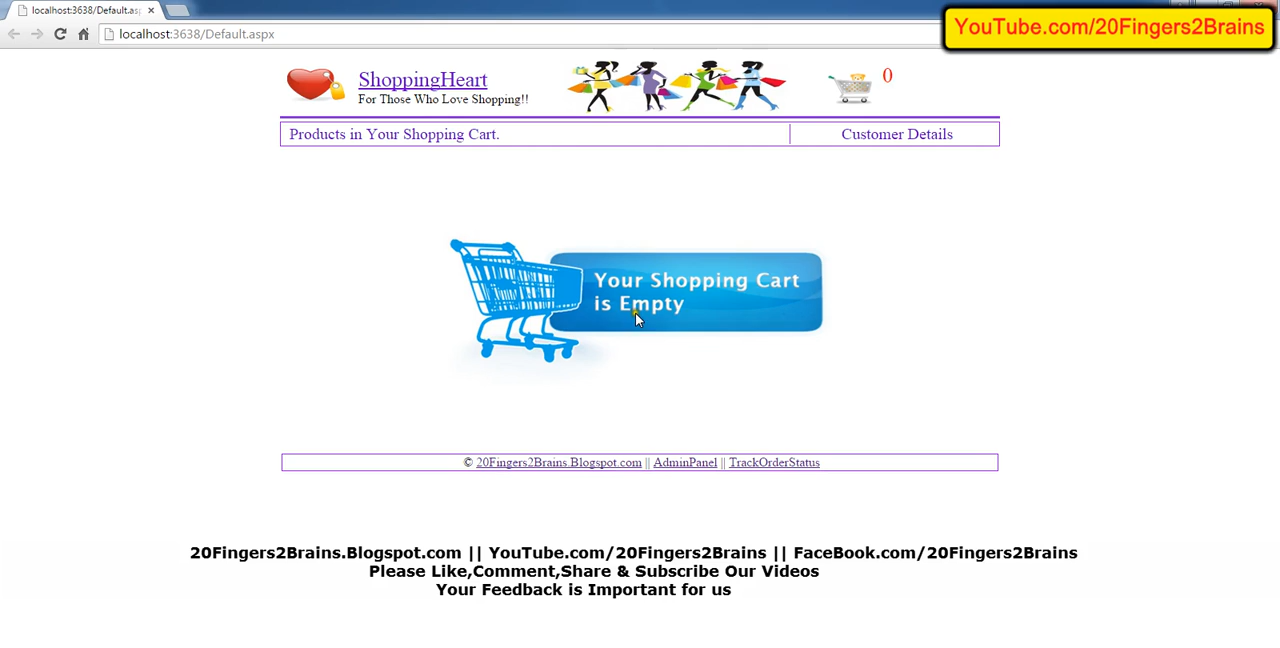 localhost:3638/Default.asp
localhost:3638/Default.aspx
YouTube.com/20Fingers2Brains
ShoppingHeart
For Those Who Love Shopping!!
0
Products in Your Shopping Cart.
Customer Details
Your Shopping Cart
is Empty
© 20Fingers2Brains.Blogspot.com || AdminPanel || TrackOrderStatus
20Fingers2Brains.Blogspot.com || YouTube.com/20Fingers2Brains || FaceBook.com/20Fingers2Brains
Please Like,Comment,Share & Subscribe Our Videos
Your Feedback is Important for us